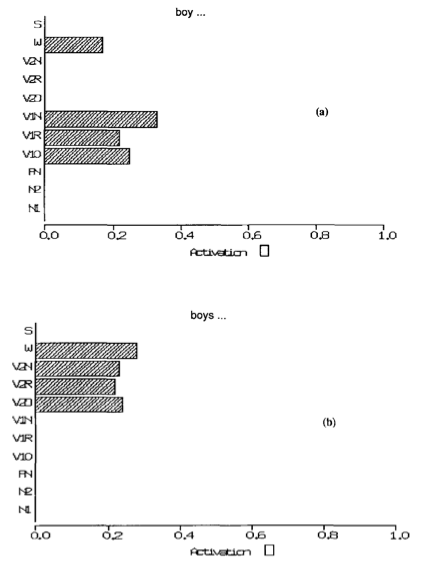 boy ...
S
W
V2N
V2R
V2O
V1N
(a)
V1R
V1O
PN
N2
N1
0.0 0.2 0.4 0.6 0.8 1.0
Activation
boys ...
S
W
V2N
V2R
V2O
V1N
(b)
V1R
V1O
PN
N2
N1
0.0 0.2 0.4 0.6 0.8 1.0
Activation